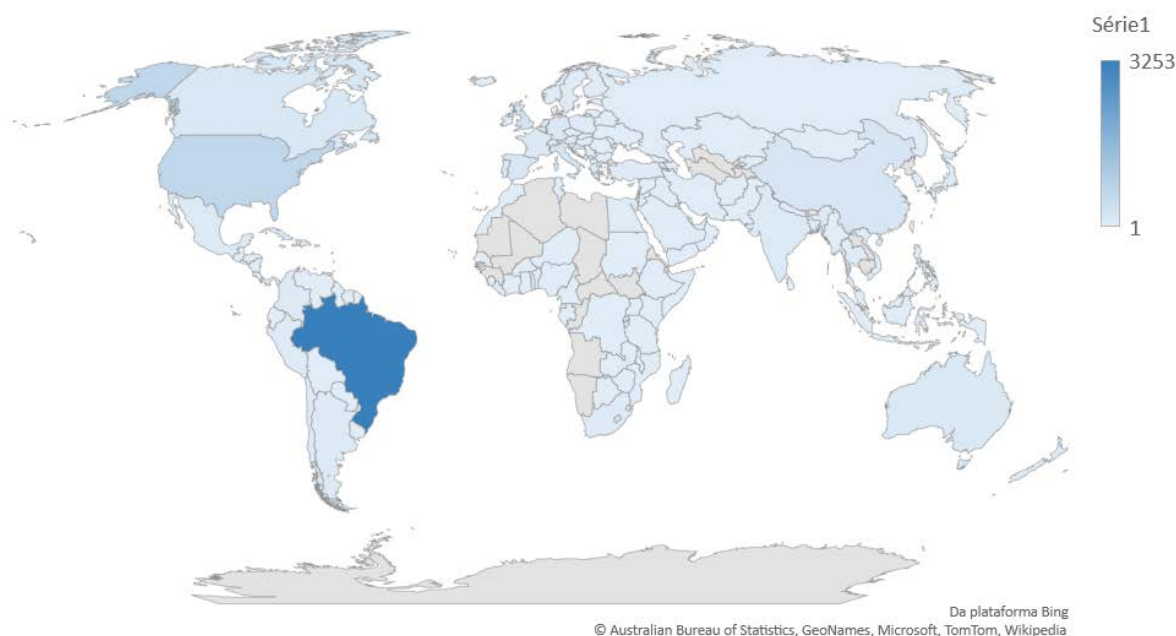 Série1
3253
1
Da plataforma Bing
© Australian Bureau of Statistics, GeoNames, Microsoft, TomTom, Wikipedia